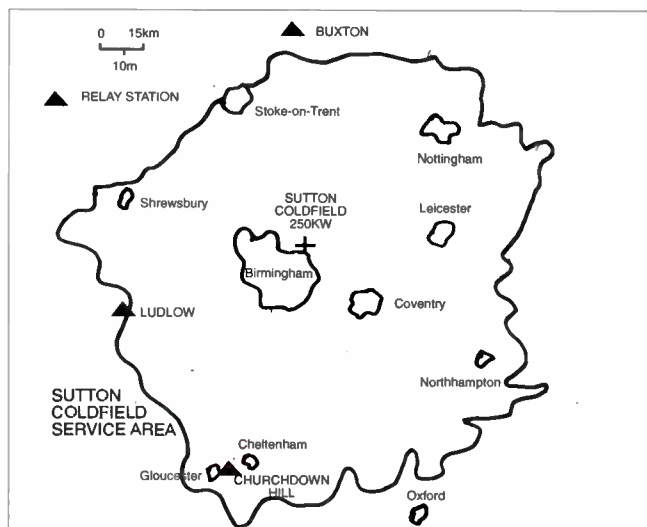 0 15km
10m
BUXTON
RELAY STATION
Stoke-on-Trent
Nottingham
Shrewsbury
SUTTON
COLDFIELD
250KW
Leicester
Birmingham
Coventry
LUDLOW
Northhampton
SUTTON
COLDFIELD
SERVICE AREA
Cheltenham
Gloucester
CHURCHDOWN
HILL
Oxford